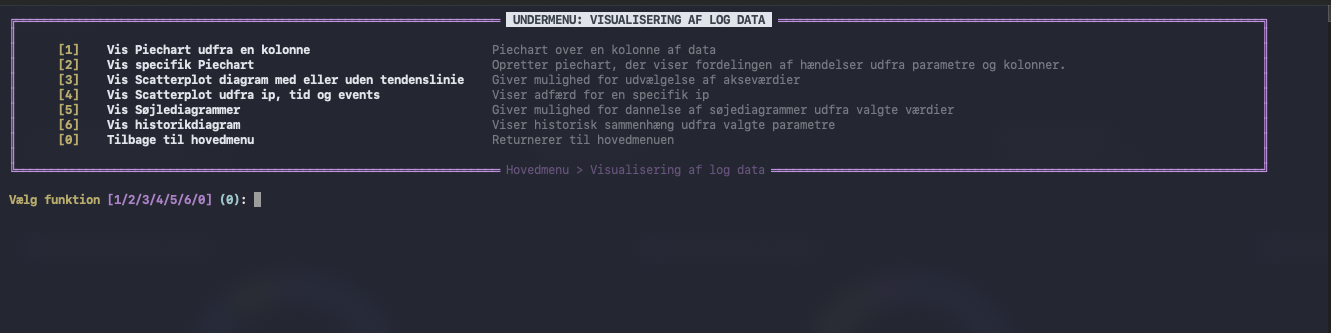 UNDERMENU: VISUALISERING AF LOG DATA
[1] Vis Piechart udfra en kolonne Piechart over en kolonne af data
[2] Vis specifik Piechart Opretter piechart, der viser fordelingen af hændelser udfra parametre og kolonner.
[3] Vis Scatterplot diagram med eller uden tendenslinie Giver mulighed for udvælgelse af akseværdier
[4] Vis Scatterplot udfra ip, tid og events Viser adfærd for en specifik ip
[5] Vis Søjlediagrammer Giver mulighed for dannelse af søjediagrammer udfra valgte værdier
[6] Vis historikdiagram Viser historisk sammenhæng udfra valgte parametre
[0] Tilbage til hovedmenu Returnerer til hovedmenuen
Hovedmenu > Visualisering af log data
Vælg funktion [1/2/3/4/5/6/0] (0):